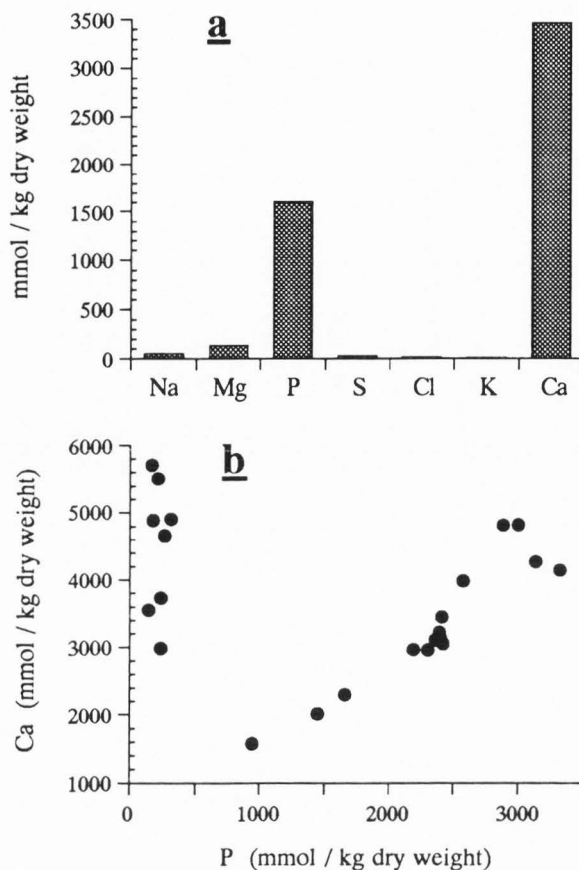 a
mmol / kg dry weight
3500
3000
2500
2000
1500
1000
500
0
Na Mg P S Cl K Ca
b
Ca (mmol / kg dry weight)
6000
5000
4000
3000
2000
1000
0 1000 2000 3000
P (mmol / kg dry weight)